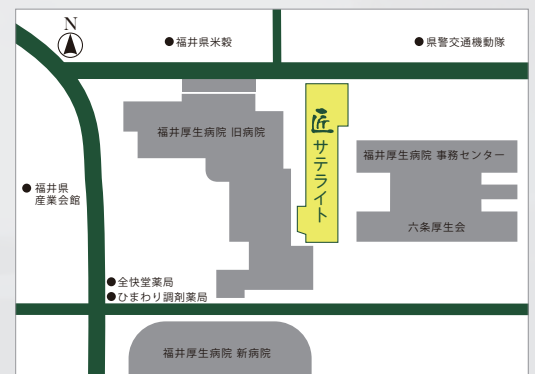 N
●福井県米穀
●県警交通機動隊
福井厚生病院 旧病院
匠 サテライト
福井厚生病院 事務センター
●福井県
産業会館
六条厚生会
●全快堂薬局
●ひまわり調剤薬局
福井厚生病院 新病院